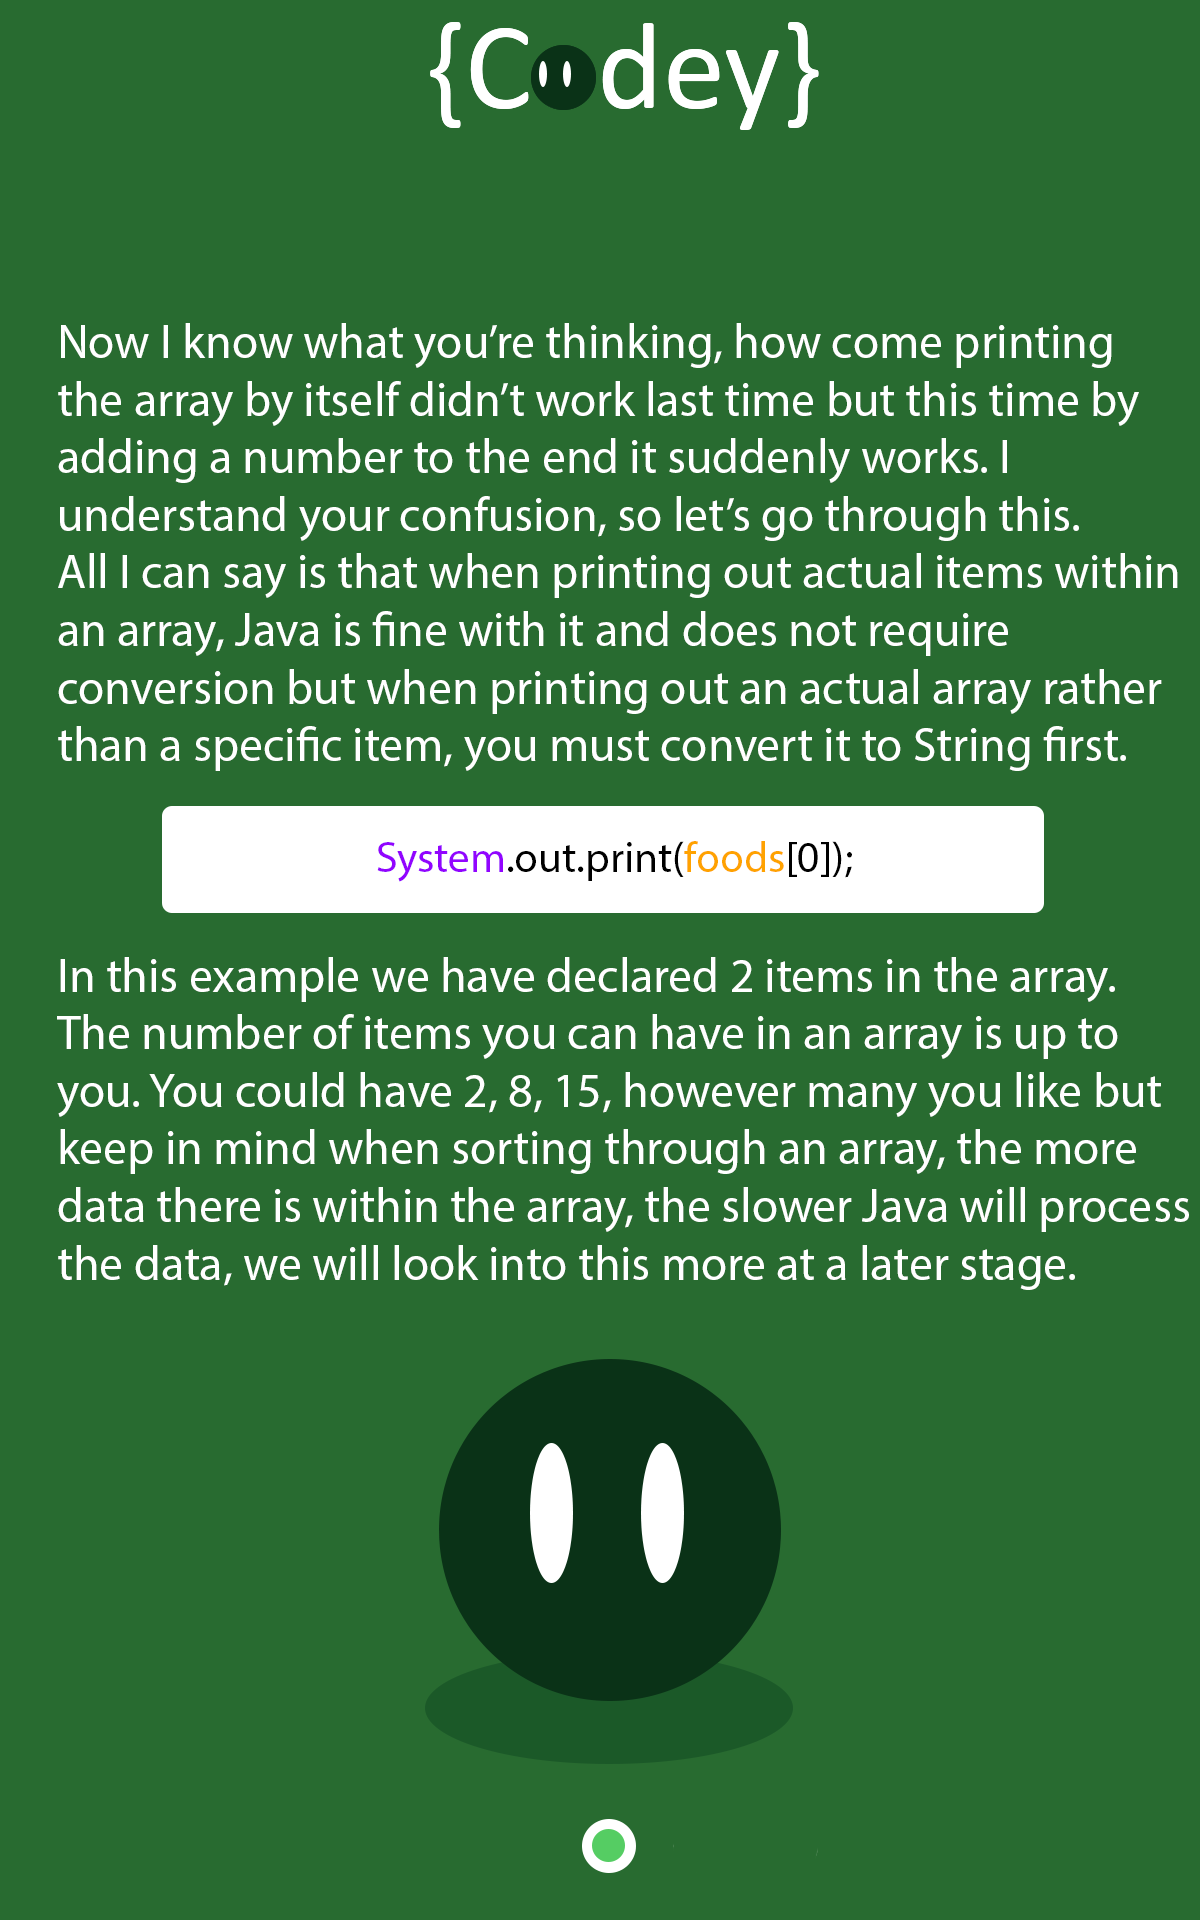 {Codey}
Now I know what you’re thinking, how come printing
the array by itself didn’t work last time but this time by
adding a number to the end it suddenly works. I
understand your confusion, so let’s go through this.
All I can say is that when printing out actual items within
an array, Java is fine with it and does not require
conversion but when printing out an actual array rather
than a specific item, you must convert it to String first.
System.out.print(foods[0]);
In this example we have declared 2 items in the array.
The number of items you can have in an array is up to
you. You could have 2, 8, 15, however many you like but
keep in mind when sorting through an array, the more
data there is within the array, the slower Java will process
the data, we will look into this more at a later stage.